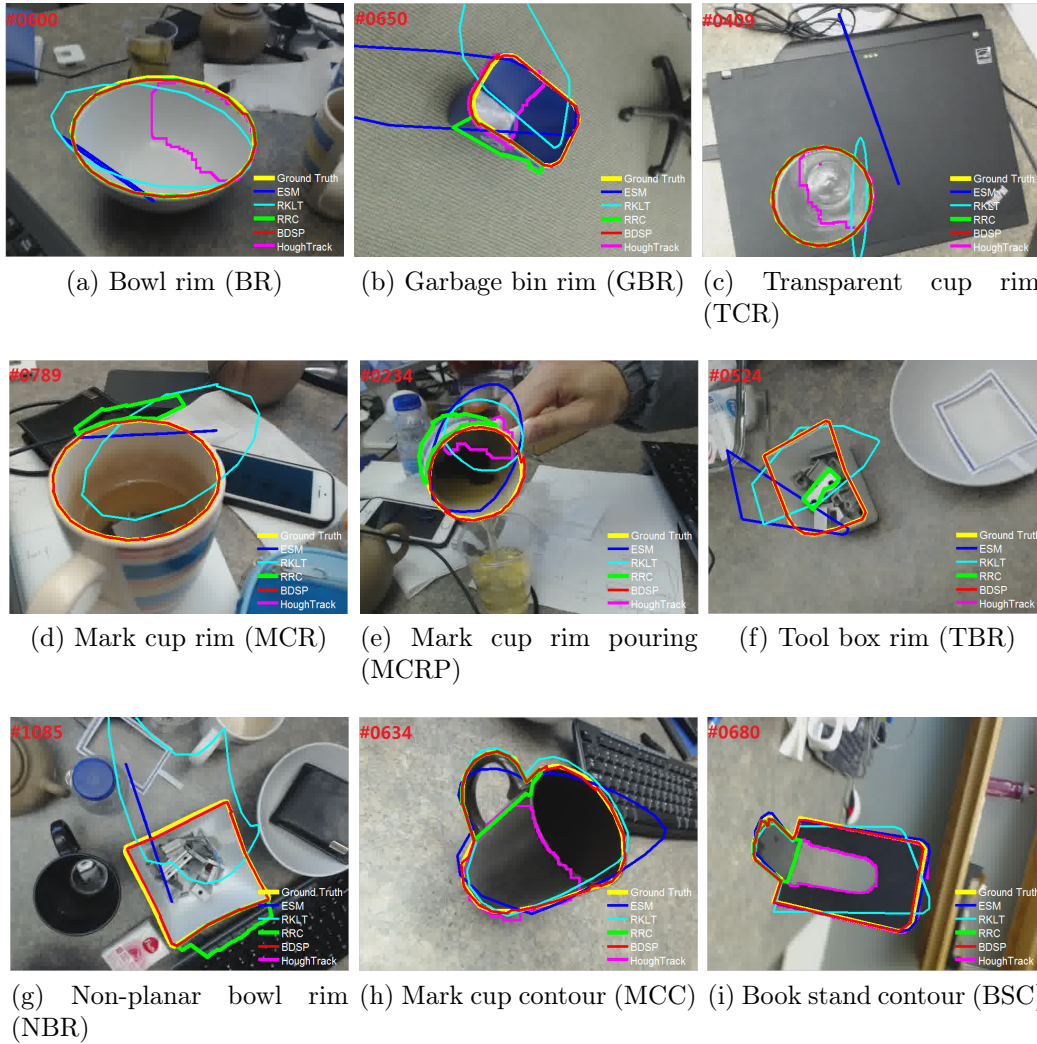 #0600
Ground Truth
ESM
RKLT
RRC
BDSP
HoughTrack
(a) Bowl rim (BR)
#0650
Ground Truth
ESM
RKLT
RRC
BDSP
HoughTrack
(b) Garbage bin rim (GBR)
#0409
Ground Truth
ESM
RKLT
RRC
BDSP
HoughTrack
(c) Transparent cup rim
(TCR)
#0789
Ground Truth
ESM
RKLT
RRC
BDSP
HoughTrack
(d) Mark cup rim (MCR)
#0234
Ground Truth
ESM
RKLT
RRC
BDSP
HoughTrack
(e) Mark cup rim pouring
(MCRP)
#0524
Ground Truth
ESM
RKLT
RRC
BDSP
HoughTrack
(f) Tool box rim (TBR)
#1085
Ground Truth
ESM
RKLT
RRC
BDSP
HoughTrack
(g) Non-planar bowl rim
(NBR)
#0634
Ground Truth
ESM
RKLT
RRC
BDSP
HoughTrack
(h) Mark cup contour (MCC)
#0680
Ground Truth
ESM
RKLT
RRC
BDSP
HoughTrack
(i) Book stand contour (BSC)